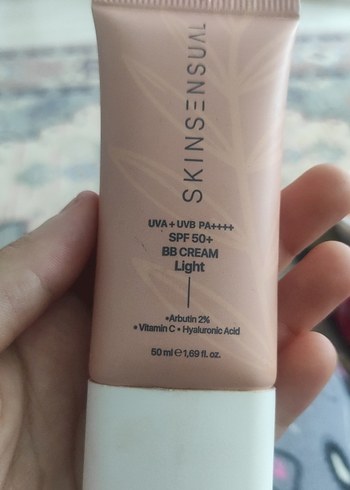 SKINSENSUAL
UVA+UVB PA++++
SPF 50+
BB CREAM
Light
•Arbutin 2%
• Vitamin C • Hyaluronic Acid
50 ml ℮ 1,69 fl. oz.